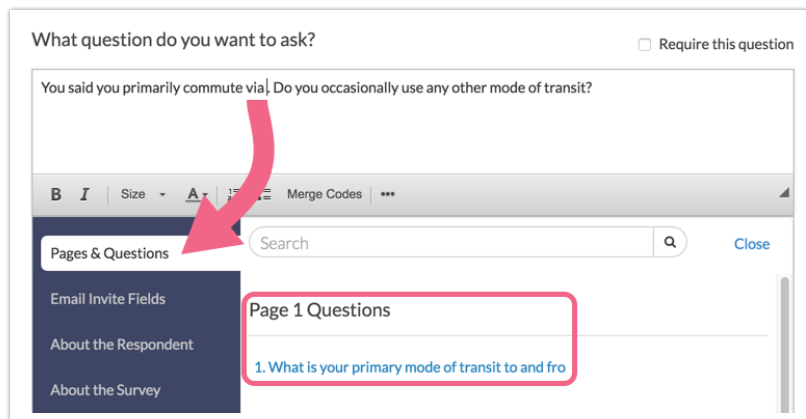 What question do you want to ask?
Require this question
You said you primarily commute via . Do you occasionally use any other mode of transit?
B I Size A Merge Codes •••
Search
Close
Pages & Questions
Email Invite Fields
About the Respondent
About the Survey
Page 1 Questions
1. What is your primary mode of transit to and fro